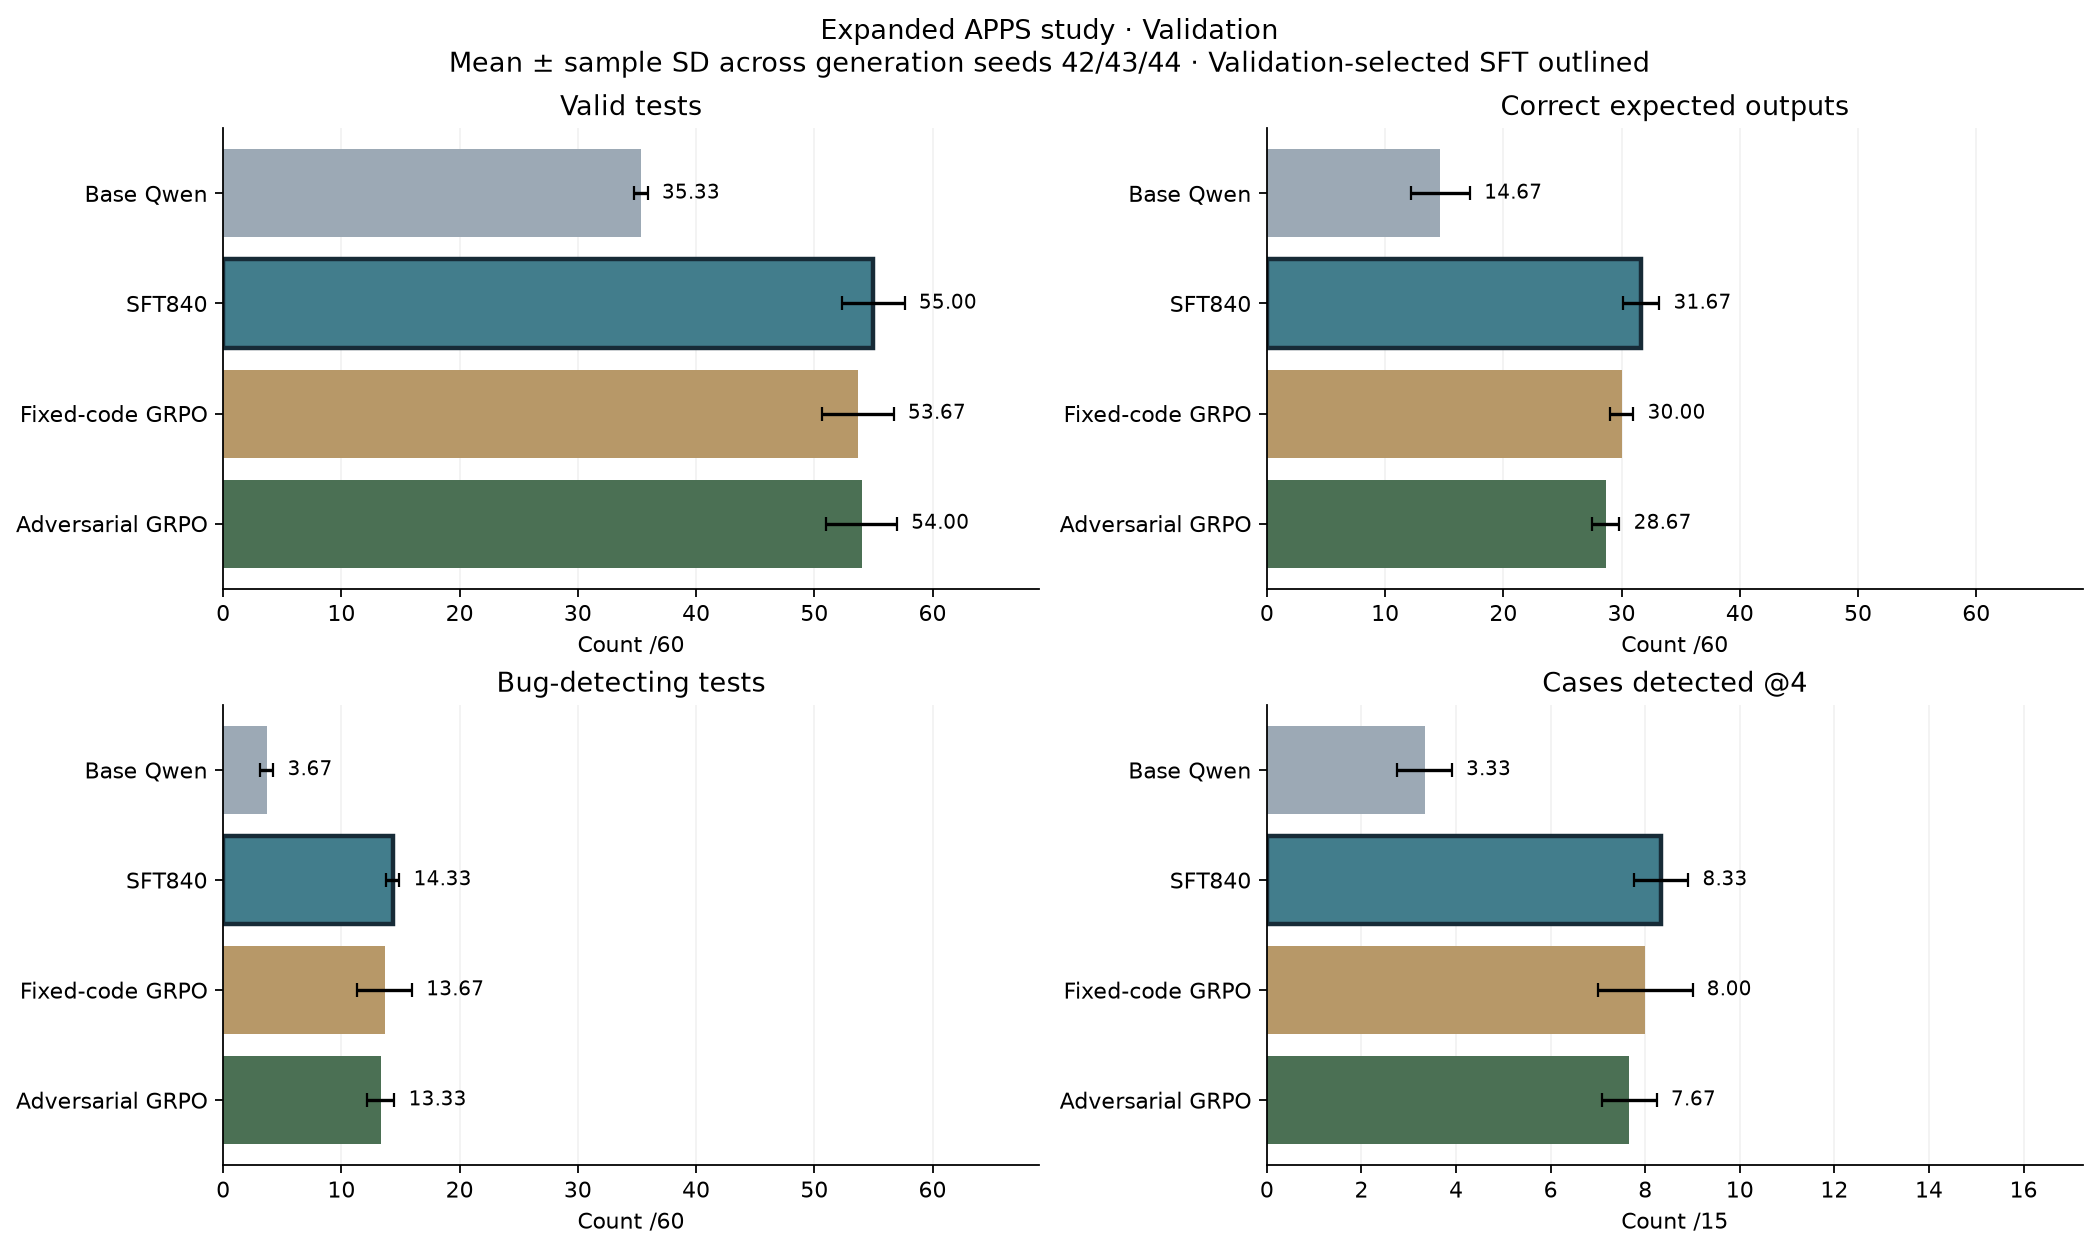 Expanded APPS study · Validation
Mean ± sample SD across generation seeds 42/43/44 · Validation-selected SFT outlined
Valid tests
Base Qwen
35.33
SFT840
55.00
Fixed-code GRPO
53.67
Adversarial GRPO
54.00
0 10 20 30 40 50 60
Count /60
Correct expected outputs
Base Qwen
14.67
SFT840
31.67
Fixed-code GRPO
30.00
Adversarial GRPO
28.67
0 10 20 30 40 50 60
Count /60
Bug-detecting tests
Base Qwen
3.67
SFT840
14.33
Fixed-code GRPO
13.67
Adversarial GRPO
13.33
0 10 20 30 40 50 60
Count /60
Cases detected @4
Base Qwen
3.33
SFT840
8.33
Fixed-code GRPO
8.00
Adversarial GRPO
7.67
0 2 4 6 8 10 12 14 16
Count /15